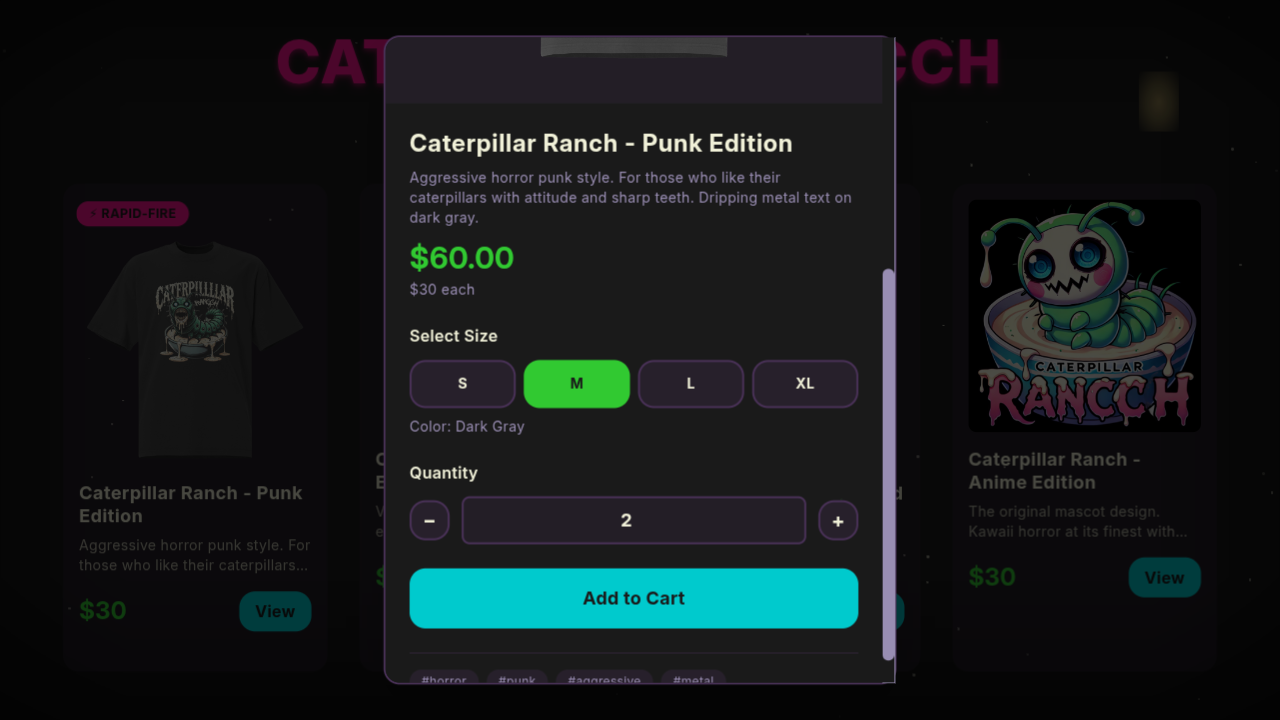 CAT
CCH
⚡ RAPID-FIRE
CATERPILLLAR
RANCCH
Caterpillar Ranch - Punk
Edition
Aggressive horror punk style. For
those who like their caterpillars...
$30
View
Caterpillar Ranch - Punk Edition
Aggressive horror punk style. For those who like their
caterpillars with attitude and sharp teeth. Dripping metal text on
dark gray.
$60.00
$30 each
Select Size
S
M
L
XL
Color: Dark Gray
Quantity
−
2
+
Add to Cart
#horror
#punk
#aggressive
#metal
CATERPILLAR
RANCCH
Caterpillar Ranch -
Anime Edition
The original mascot design.
Kawaii horror at its finest with...
$30
View